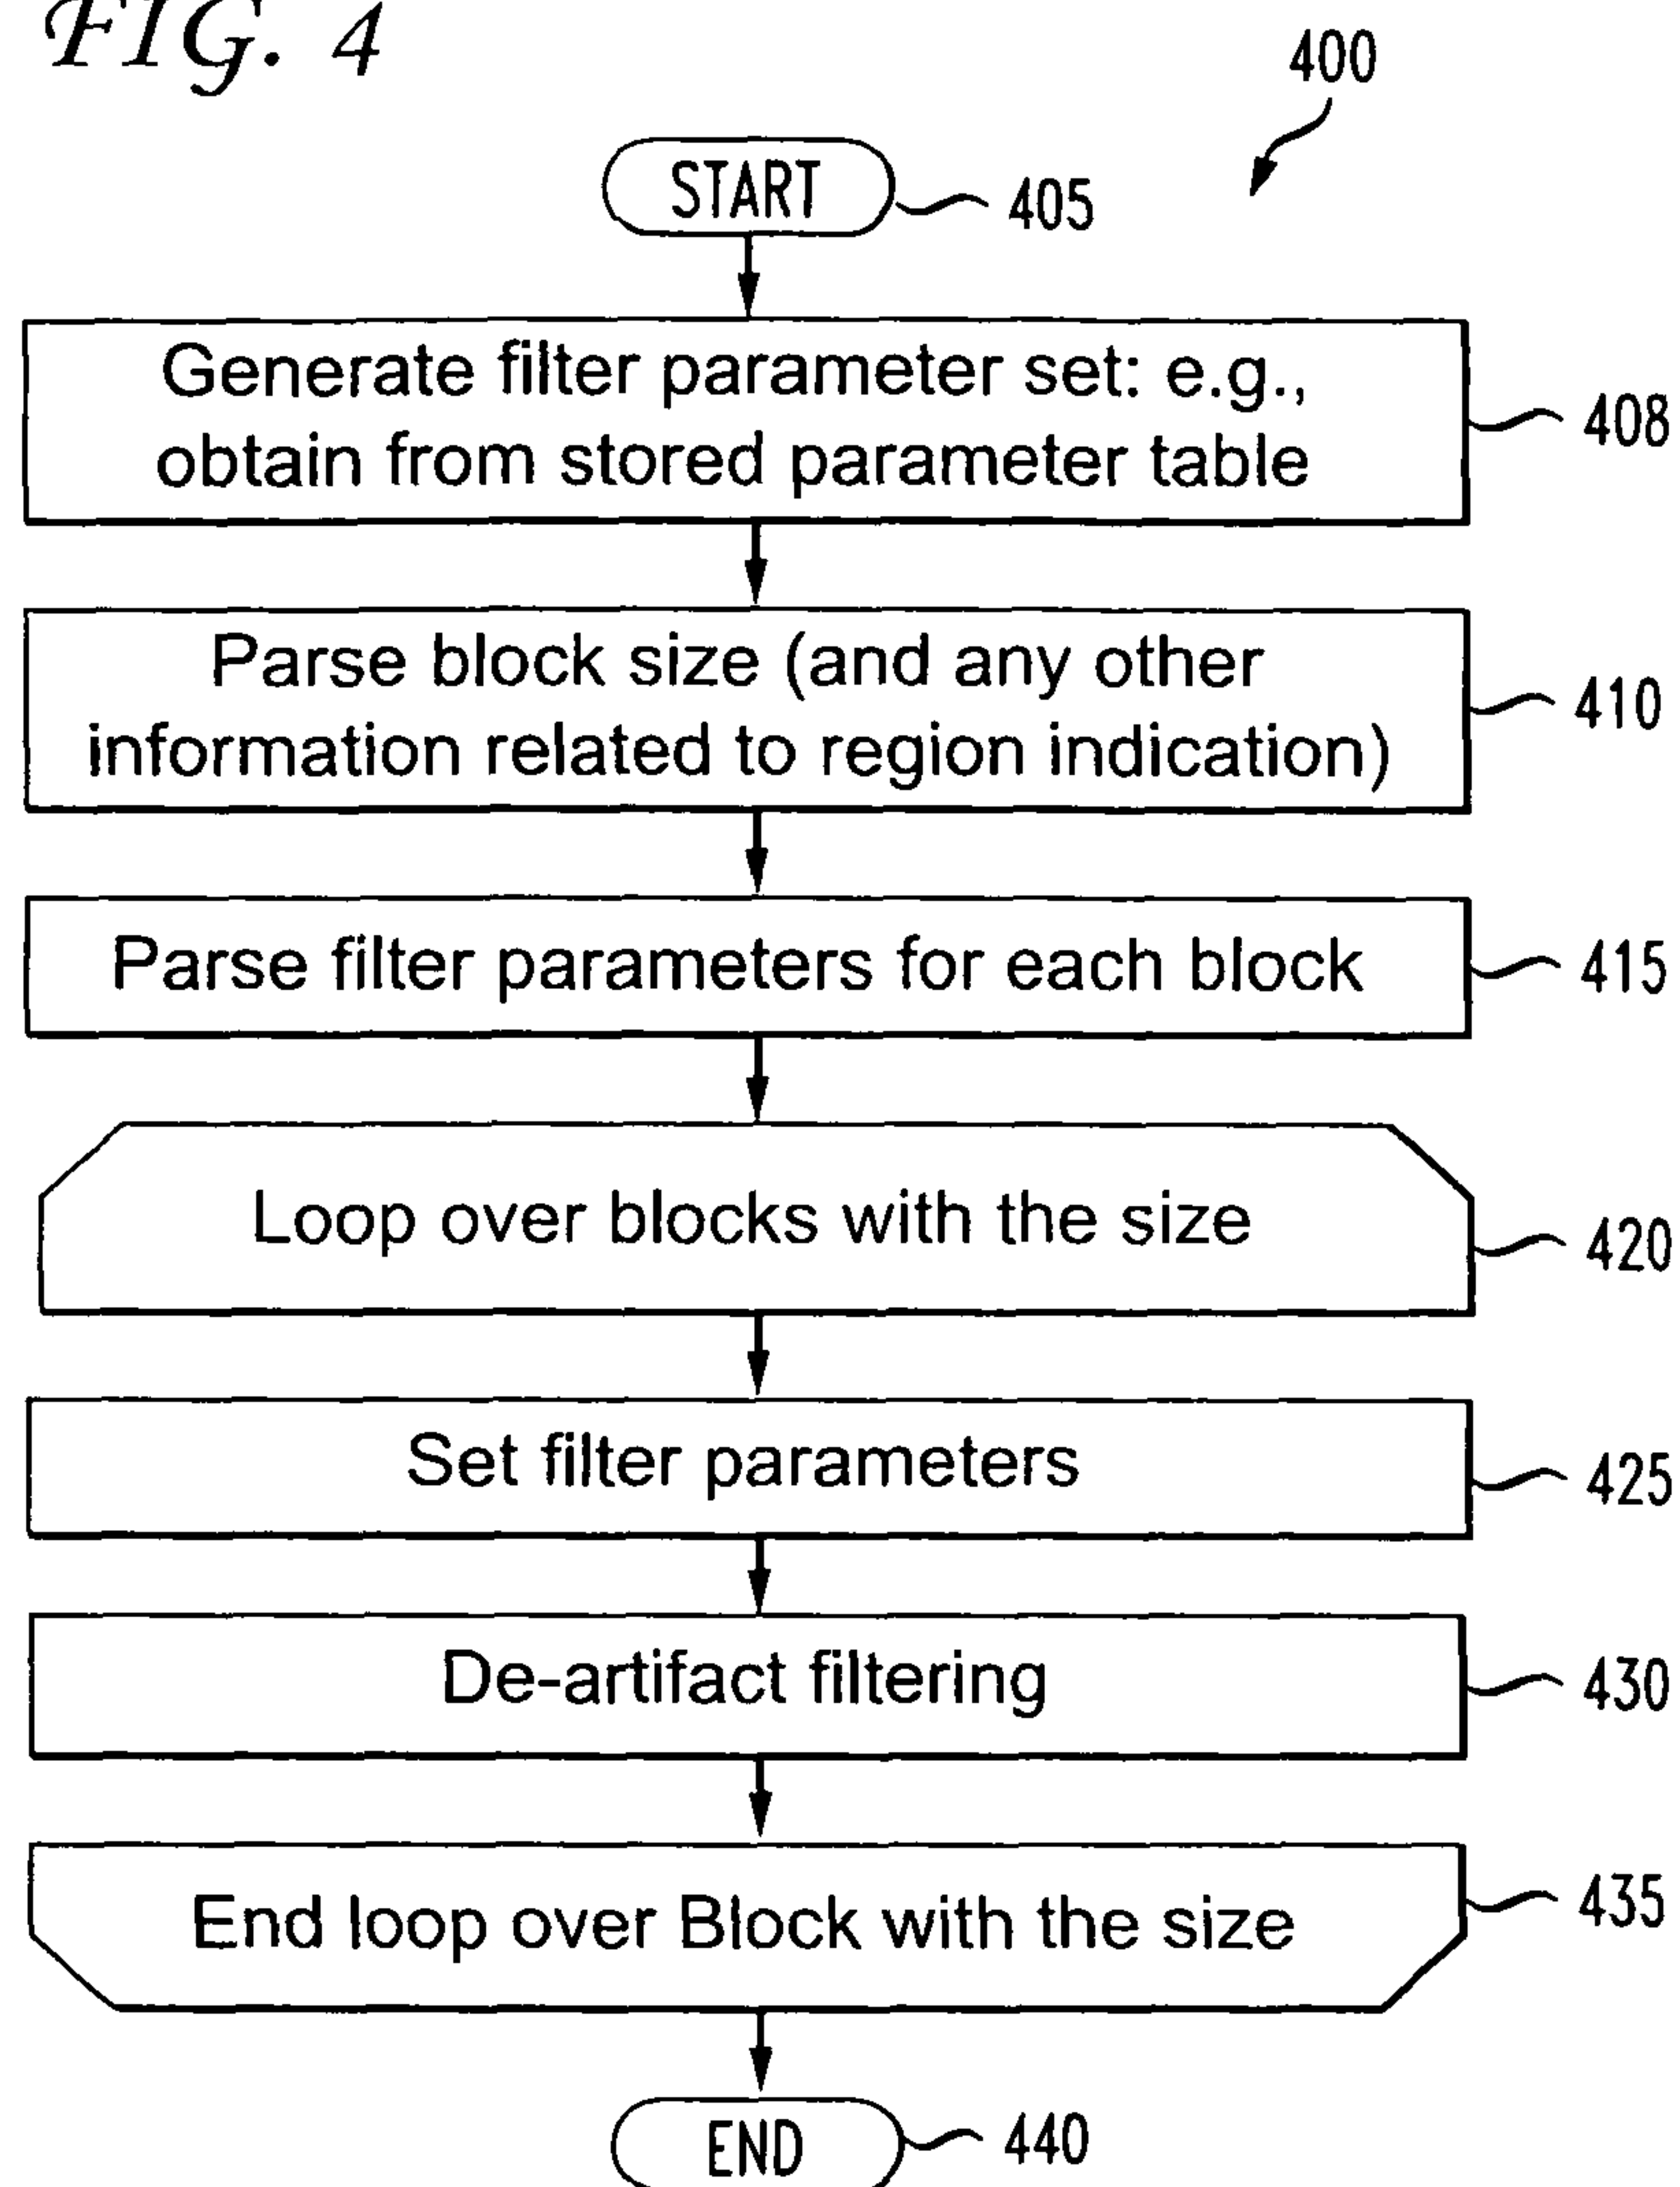 FIG. 4
400
START
405
Generate filter parameter set: e.g.,
obtain from stored parameter table
408
Parse block size (and any other
information related to region indication)
410
Parse filter parameters for each block
415
Loop over blocks with the size
420
Set filter parameters
425
De-artifact filtering
430
End loop over Block with the size
435
END
440